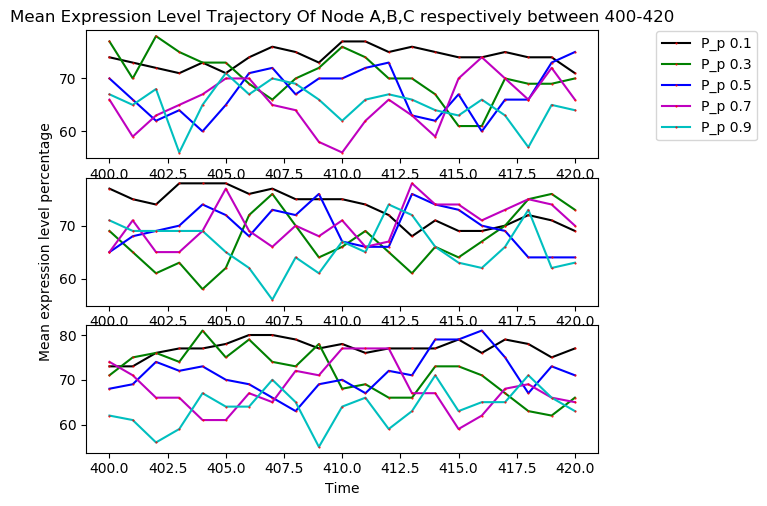 Mean Expression Level Trajectory Of Node A,B,C respectively between 400-420
P_p 0.1
P_p 0.3
P_p 0.5
P_p 0.7
P_p 0.9
70
60
400.0 402.5 405.0 407.5 410.0 412.5 415.0 417.5 420.0
70
60
400.0 402.5 405.0 407.5 410.0 412.5 415.0 417.5 420.0
80
70
60
400.0 402.5 405.0 407.5 410.0 412.5 415.0 417.5 420.0
Mean expression level percentage
Time